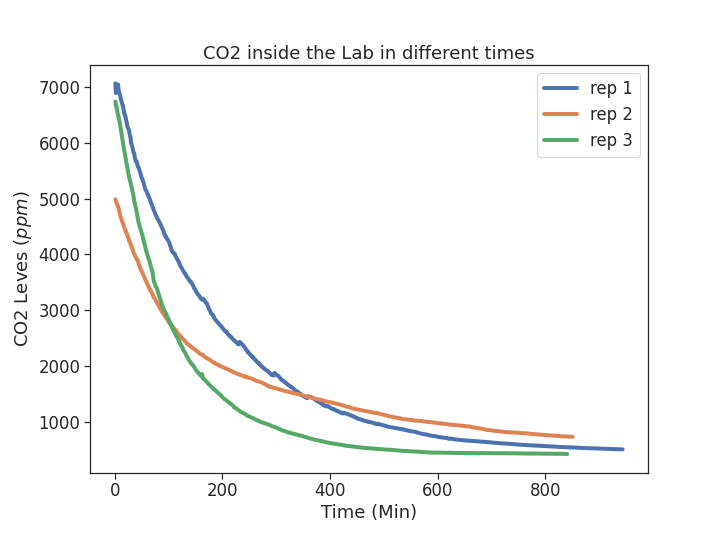 CO2 inside the Lab in different times
rep 1
rep 2
rep 3
CO2 Leves (ppm)
7000
6000
5000
4000
3000
2000
1000
0 200 400 600 800
Time (Min)